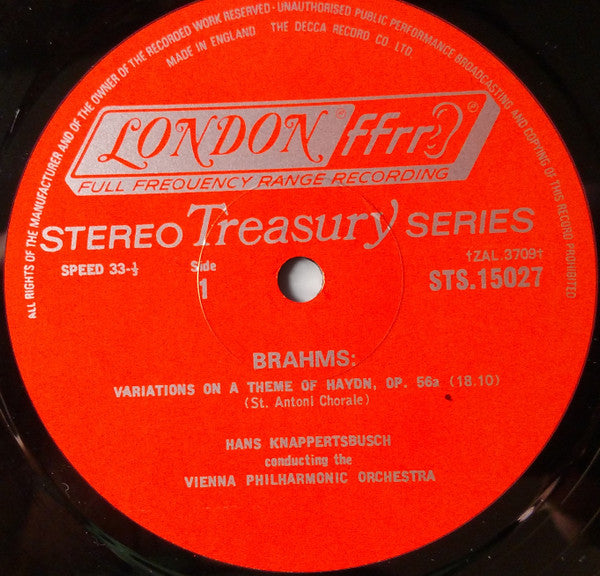 ALL RIGHTS OF THE MANUFACTURER AND OF THE OWNER OF THE RECORDED WORK RESERVED · UNAUTHORISED PUBLIC PERFORMANCE BROADCASTING AND COPYING OF THIS RECORD PROHIBITED
MADE IN ENGLAND THE DECCA RECORD CO. LTD.
LONDON® ffrr®
FULL FREQUENCY RANGE RECORDING
STEREO Treasury SERIES
SPEED 33-⅓ Side †ZAL.3709†
1 STS.15027
BRAHMS:
VARIATIONS ON A THEME OF HAYDN, OP. 56a (18.10)
(St. Antoni Chorale)
HANS KNAPPERTSBUSCH
conducting the
VIENNA PHILHARMONIC ORCHESTRA